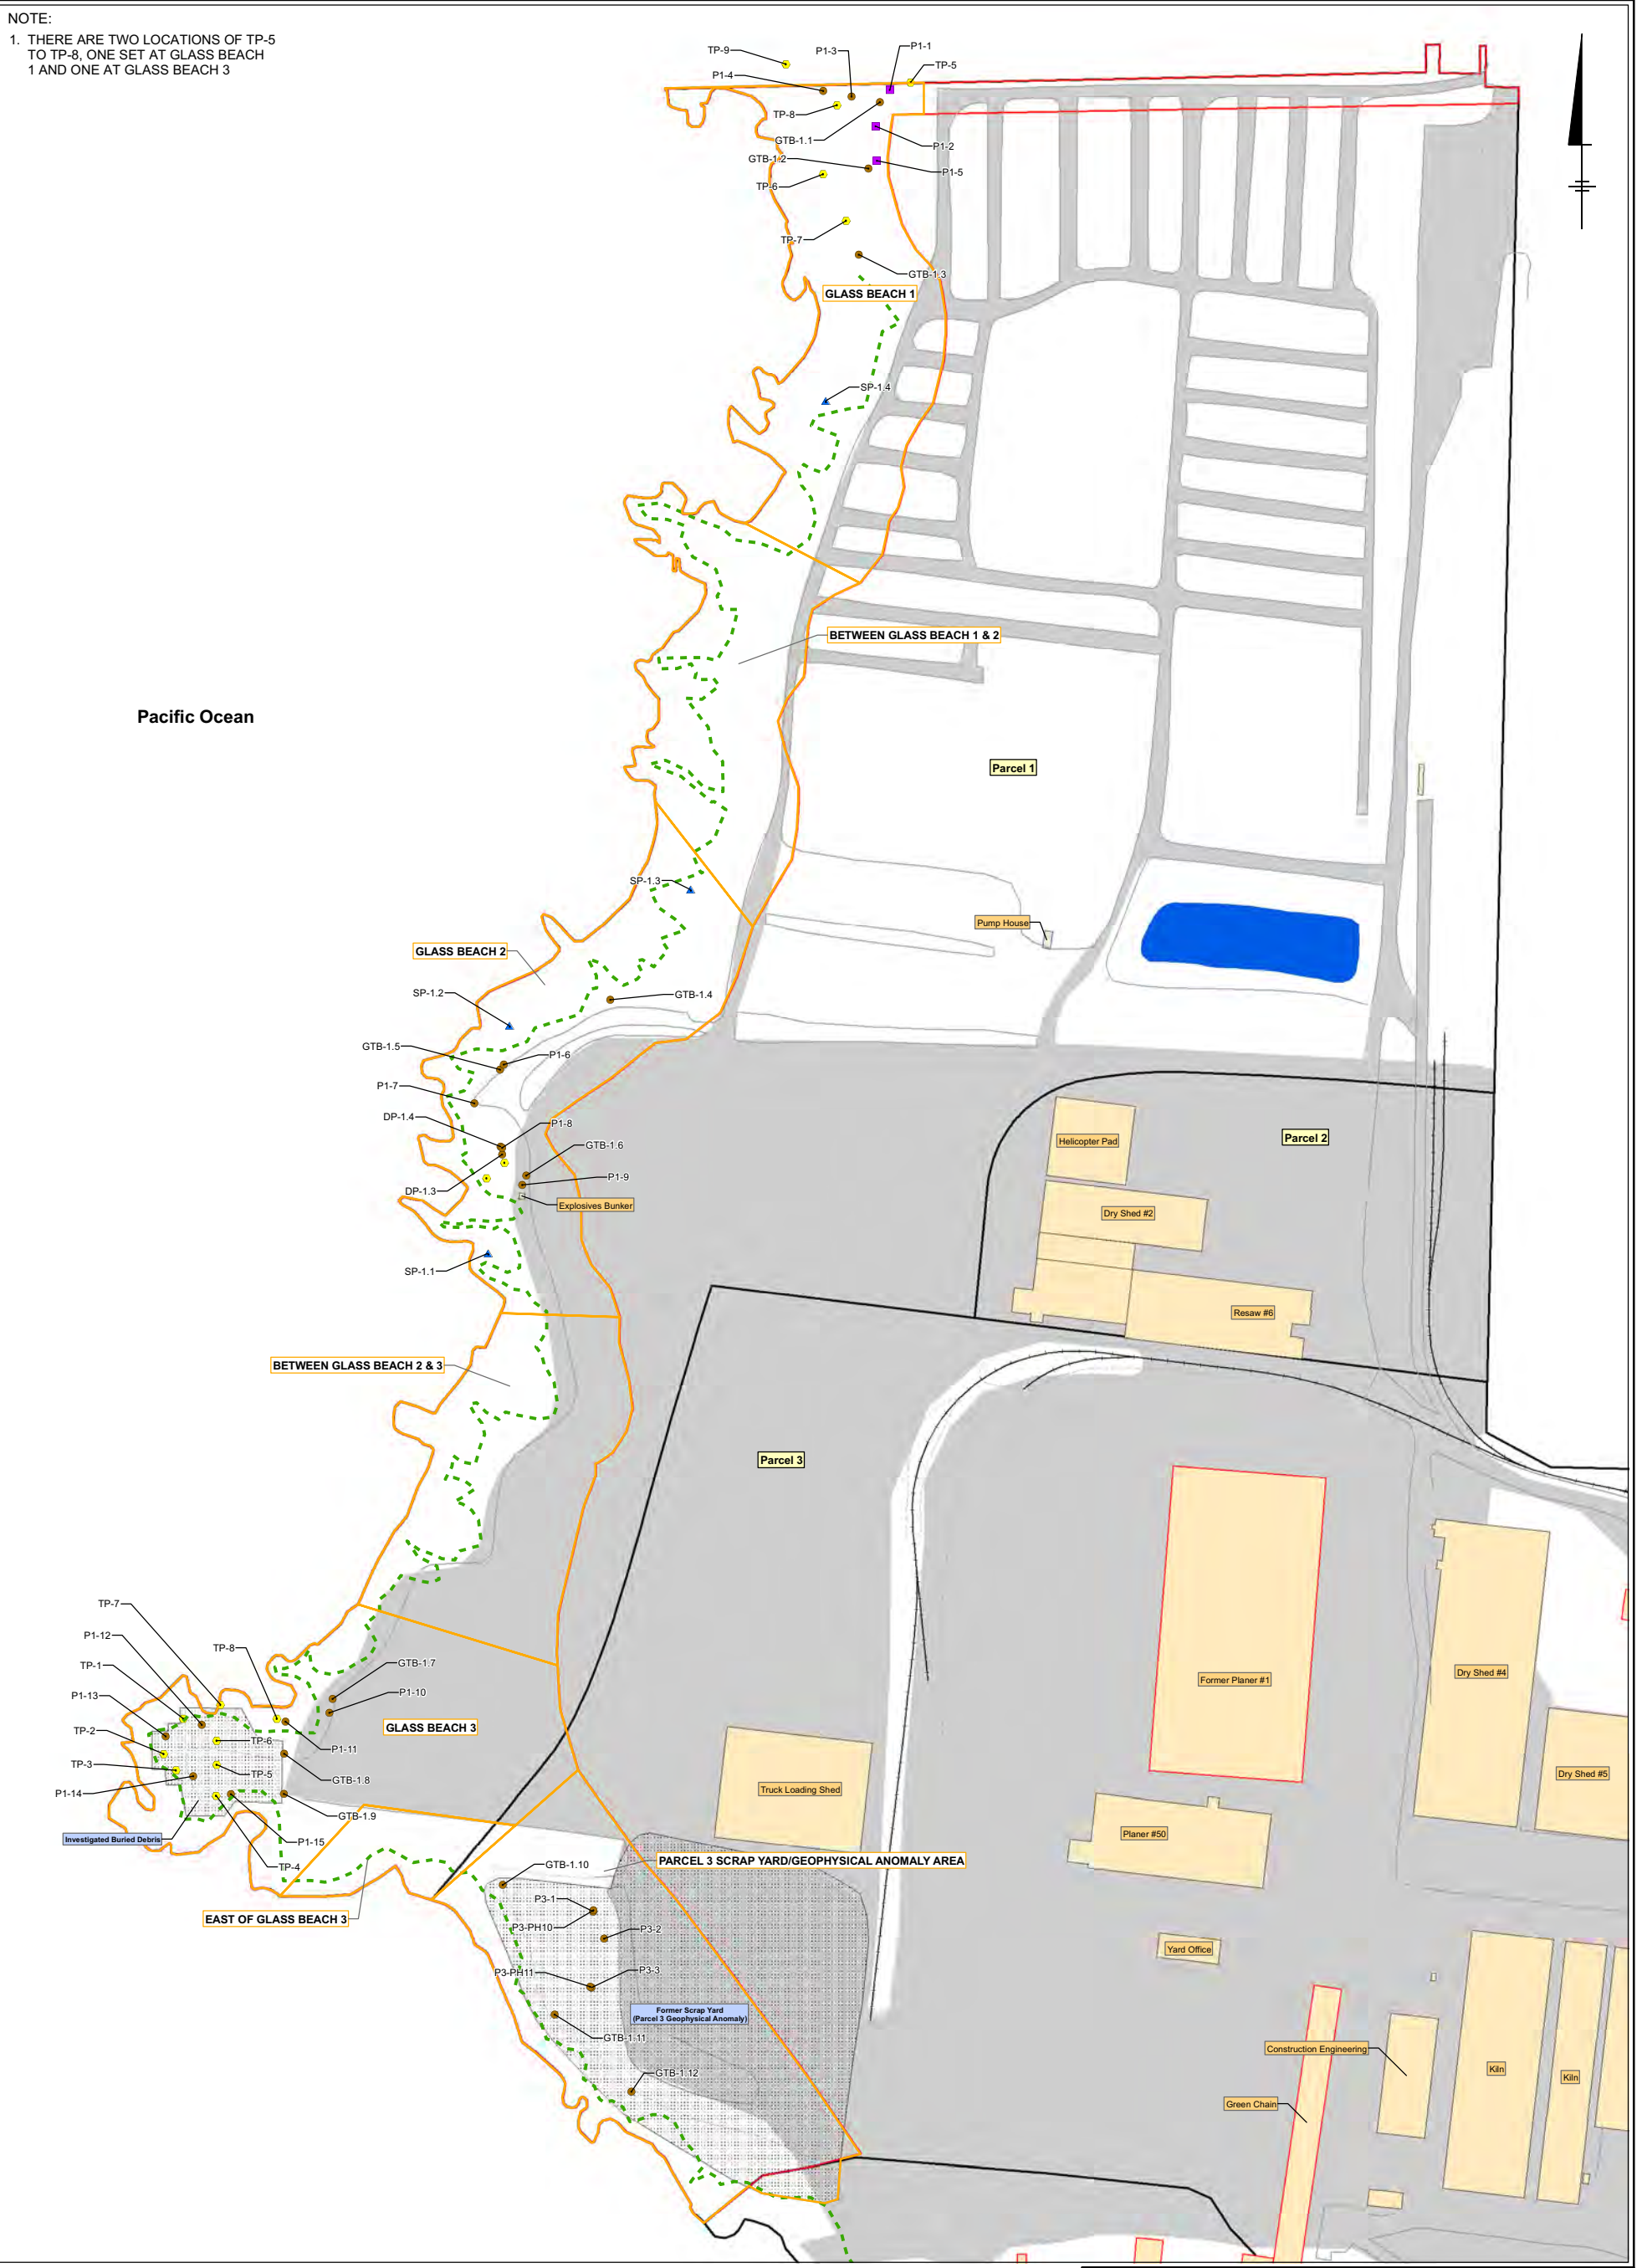 NOTE:
1. THERE ARE TWO LOCATIONS OF TP-5
TO TP-8, ONE SET AT GLASS BEACH
1 AND ONE AT GLASS BEACH 3
TP-9
P1-3
P1-1
TP-5
P1-4
TP-8
GTB-1.1
P1-2
GTB-1.2
P1-5
TP-6
TP-7
GTB-1.3
GLASS BEACH 1
SP-1.4
BETWEEN GLASS BEACH 1 & 2
Pacific Ocean
Parcel 1
SP-1.3
Pump House
GLASS BEACH 2
SP-1.2
GTB-1.4
GTB-1.5
P1-6
P1-7
DP-1.4
P1-8
GTB-1.6
P1-9
DP-1.3
Explosives Bunker
Helicopter Pad
Parcel 2
Dry Shed #2
SP-1.1
Resaw #6
BETWEEN GLASS BEACH 2 & 3
Parcel 3
TP-7
P1-12
TP-8
TP-1
GTB-1.7
P1-13
P1-10
TP-2
GLASS BEACH 3
TP-6
P1-11
TP-3
TP-5
GTB-1.8
P1-14
GTB-1.9
Investigated Buried Debris
P1-15
TP-4
Former Planer #1
Dry Shed #4
Truck Loading Shed
Dry Shed #5
Planer #50
GTB-1.10
PARCEL 3 SCRAP YARD/GEOPHYSICAL ANOMALY AREA
EAST OF GLASS BEACH 3
P3-1
P3-PH10
P3-2
Yard Office
P3-PH11
P3-3
Former Scrap Yard
(Parcel 3 Geophysical Anomaly)
GTB-1.11
GTB-1.12
Construction Engineering
Kiln
Kiln
Green Chain